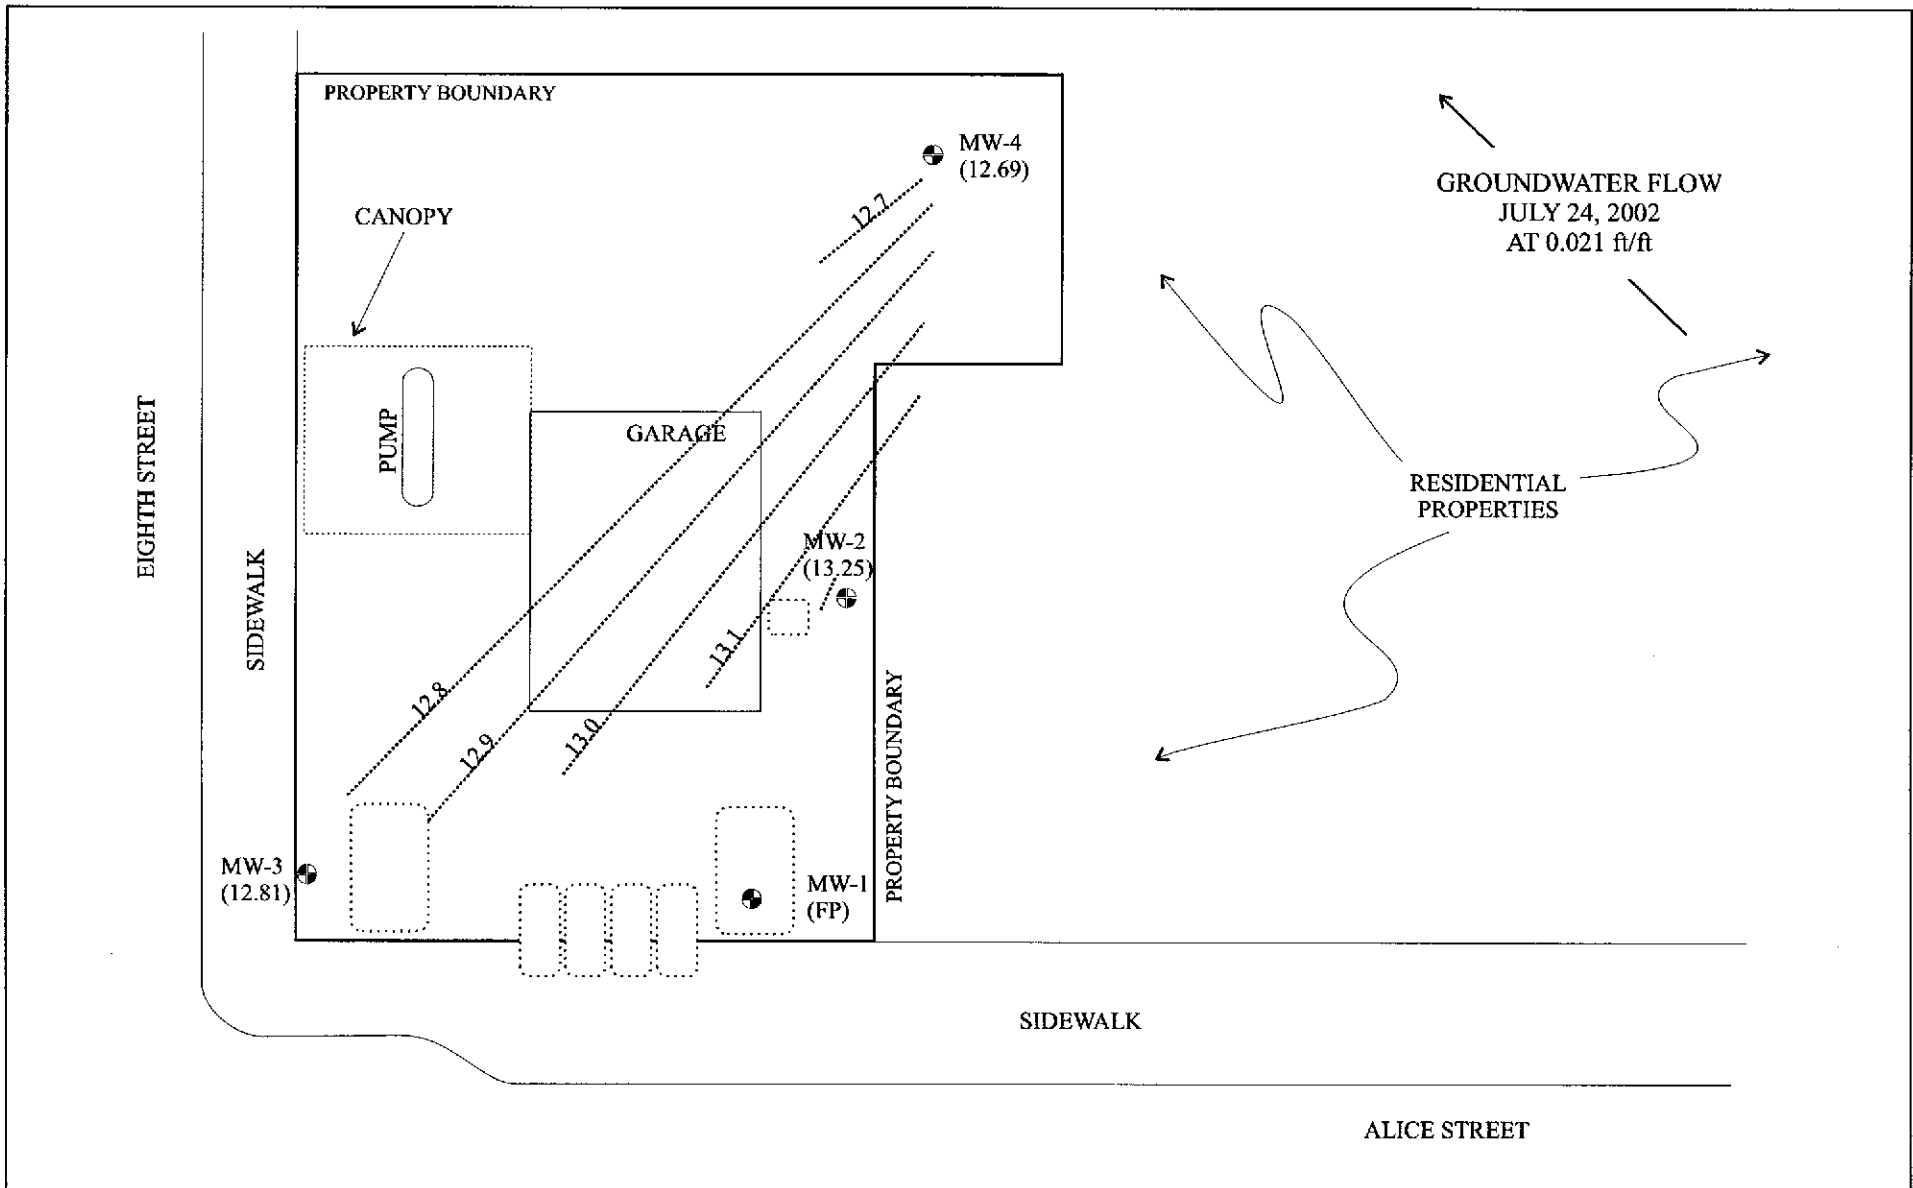 PROPERTY BOUNDARY
MW-4
(12.69)
GROUNDWATER FLOW
JULY 24, 2002
AT 0.021 ft/ft
12.7
CANOPY
PUMP
GARAGE
EIGHTH STREET
SIDEWALK
RESIDENTIAL
PROPERTIES
MW-2
(13.25)
13.1
12.8
12.9
13.0
PROPERTY BOUNDARY
MW-3
(12.81)
MW-1
(FP)
SIDEWALK
ALICE STREET